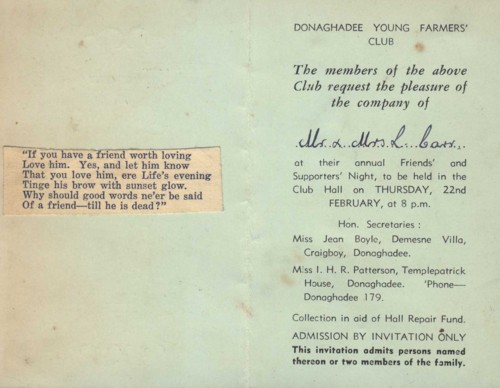 "If you have a friend worth loving
Love him. Yes, and let him know
That you love him, ere Life's evening
Tinge his brow with sunset glow.
Why should good words ne'er be said
Of a friend—till he is dead?"
DONAGHADEE YOUNG FARMERS'
CLUB
The members of the above
Club request the pleasure of
the company of
Mr. & Mrs. L. Carr.
at their annual Friends' and
Supporters' Night, to be held in the
Club Hall on THURSDAY, 22nd
FEBRUARY, at 8 p.m.
Hon. Secretaries :
Miss Jean Boyle, Demesne Villa,
Craigboy, Donaghadee.
Miss I. H. R. Patterson, Templepatrick
House, Donaghadee. 'Phone—
Donaghadee 179.
Collection in aid of Hall Repair Fund.
ADMISSION BY INVITATION ONLY
This invitation admits persons named
thereon or two members of the family.